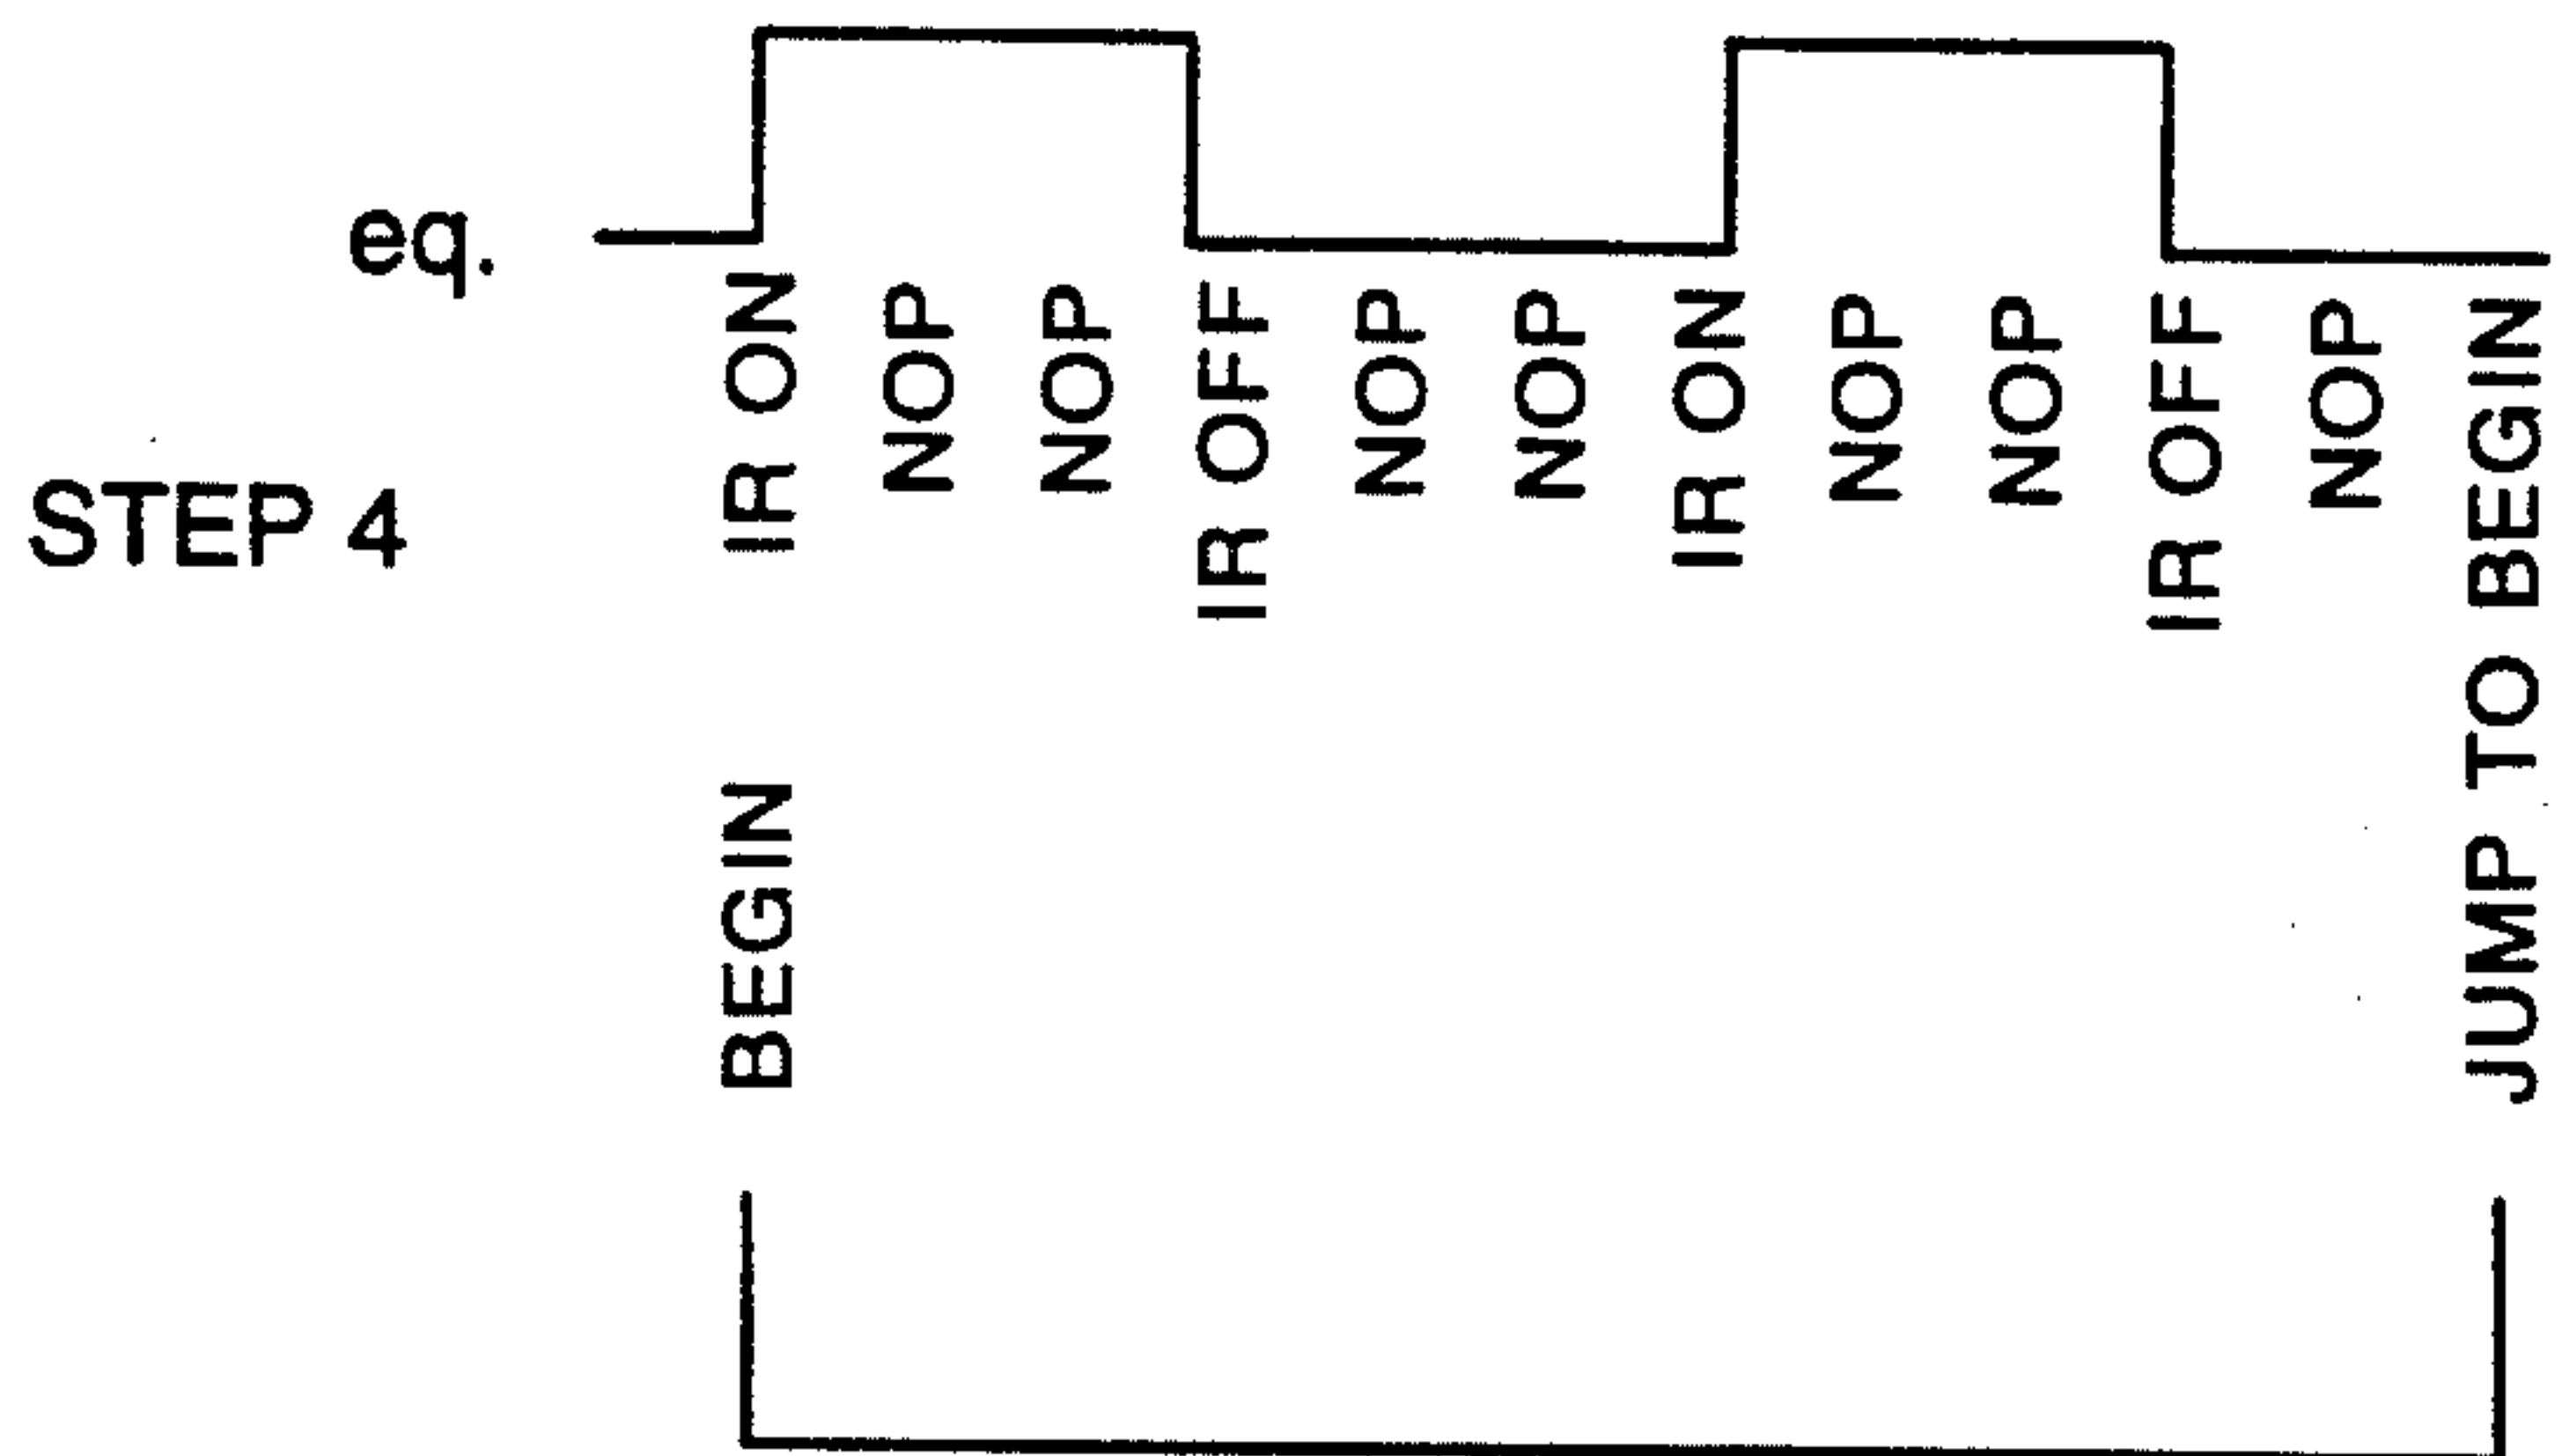 eq.
STEP 4
IR ON
NOP
NOP
IR OFF
NOP
NOP
IR ON
NOP
NOP
IR OFF
NOP
JUMP TO BEGIN
BEGIN